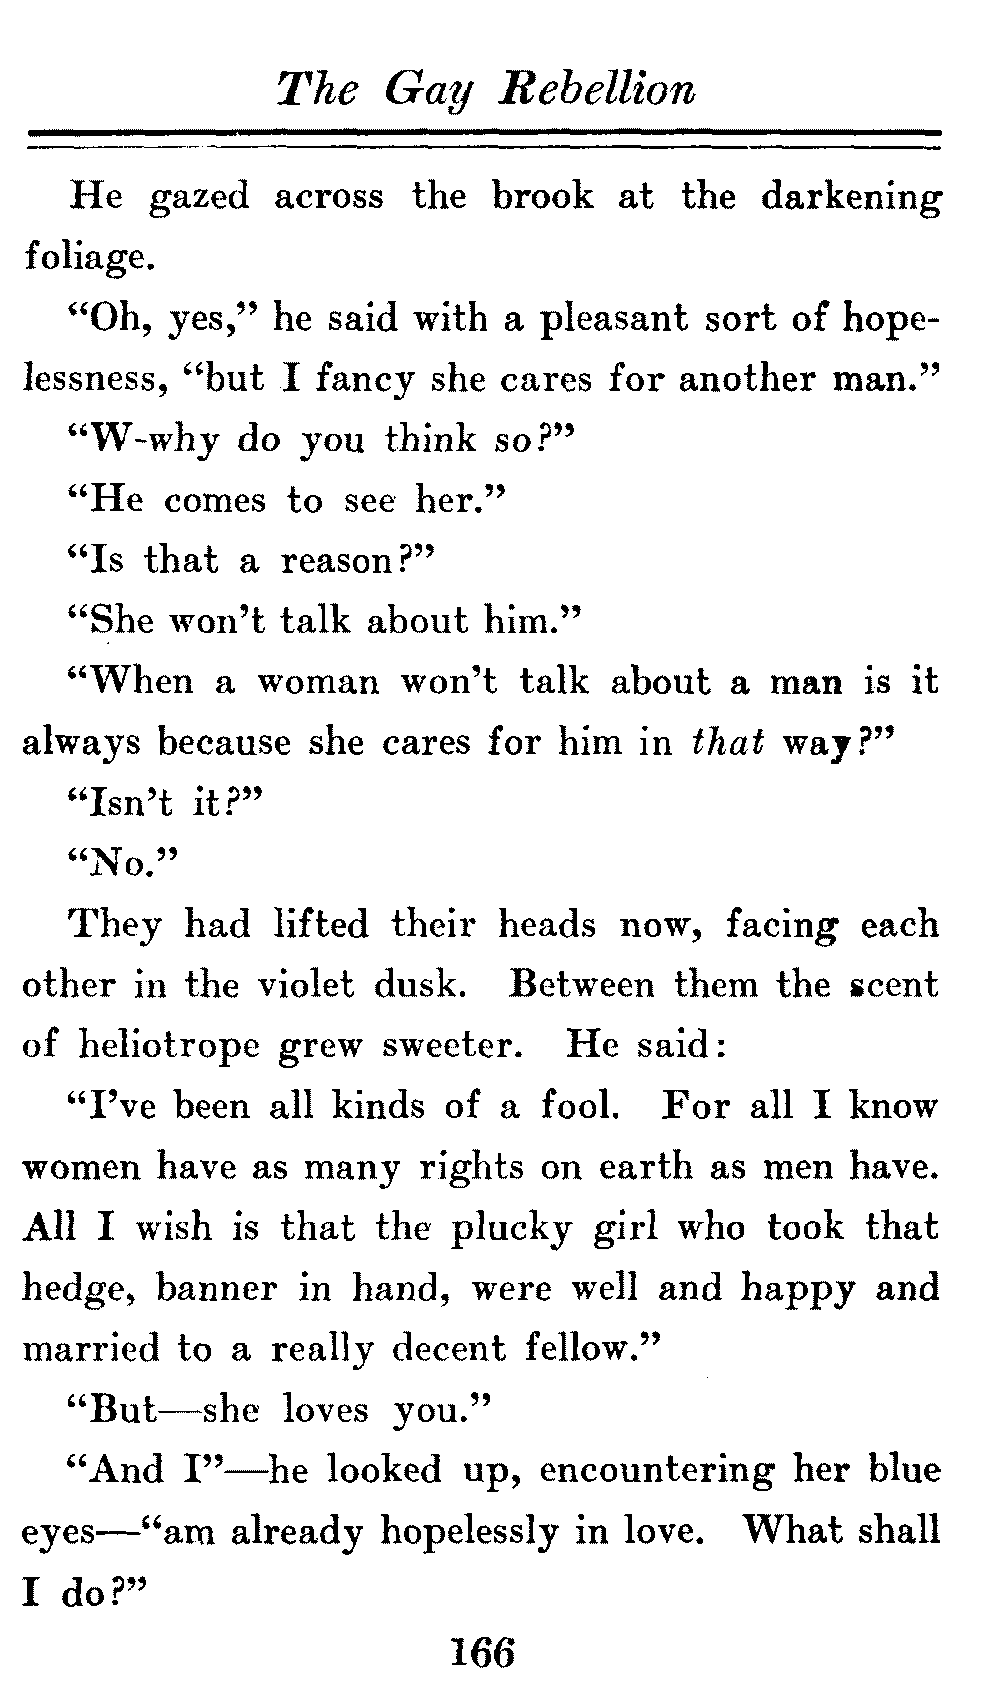 The Gay Rebellion
He gazed across the brook at the darkening
foliage.
“Oh, yes,” he said with a pleasant sort of hope-
lessness, “but I fancy she cares for another man.”
“W-why do you think so?”
“He comes to see her.”
“Is that a reason?”
“She won’t talk about him.”
“When a woman won’t talk about a man is it
always because she cares for him in that way?”
“Isn’t it?”
“No.”
They had lifted their heads now, facing each
other in the violet dusk. Between them the scent
of heliotrope grew sweeter. He said:
“I’ve been all kinds of a fool. For all I know
women have as many rights on earth as men have.
All I wish is that the plucky girl who took that
hedge, banner in hand, were well and happy and
married to a really decent fellow.”
“But—she loves you.”
“And I”—he looked up, encountering her blue
eyes—“am already hopelessly in love. What shall
I do?”
166